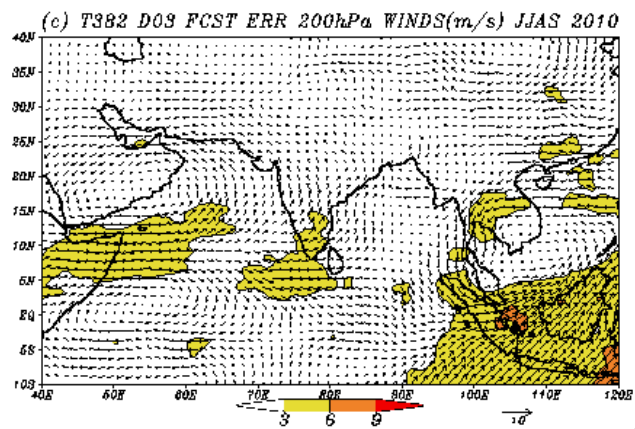 (c) T382 D03 FCST ERR 200hPa WINDS(m/s) JJAS 2010
40N
35N
30N
25N
20N
15N
10N
5N
EQ
5S
10S
40E 50E 60E 70E 80E 90E 100E 110E 120E
3 6 9
10